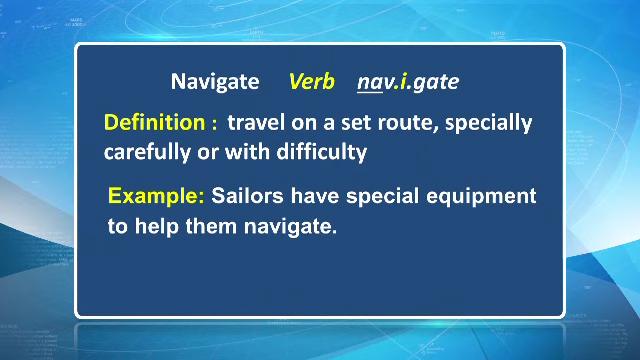 Navigate Verb nav.i.gate
Definition : travel on a set route, specially
carefully or with difficulty
Example: Sailors have special equipment
to help them navigate.